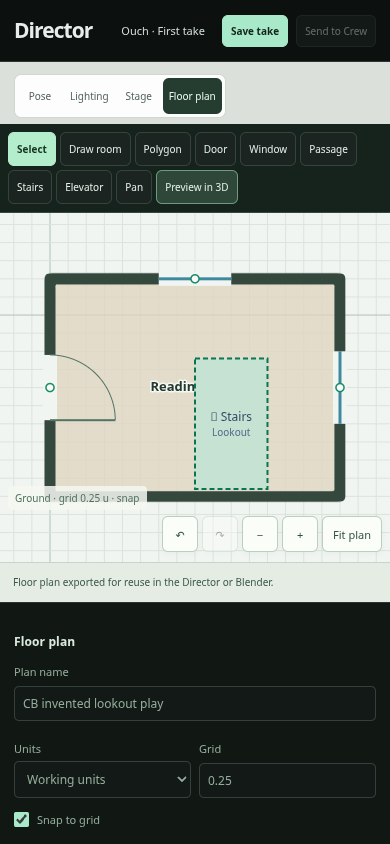 Director
Ouch · First take
Save take
Send to Crew
Pose
Lighting
Stage
Floor plan
Select
Draw room
Polygon
Door
Window
Passage
Stairs
Elevator
Pan
Preview in 3D
Readin
Stairs
Lookout
Ground · grid 0.25 u · snap
Fit plan
Floor plan exported for reuse in the Director or Blender.
Floor plan
Plan name
CB invented lookout play
Units
Grid
Working units
0.25
Snap to grid